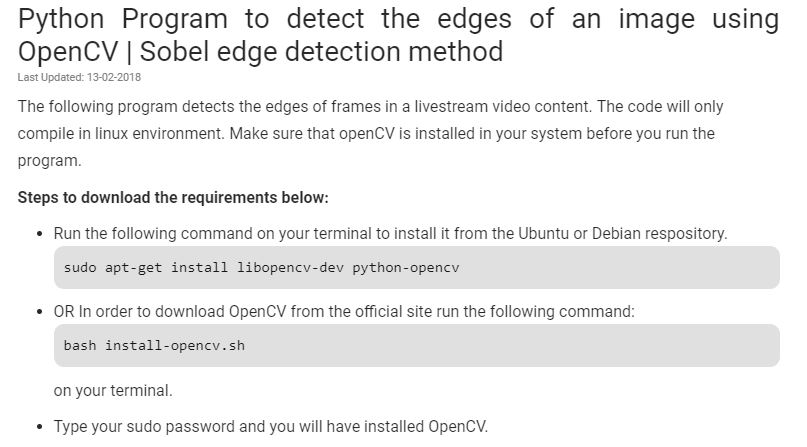 Python Program to detect the edges of an image using
OpenCV | Sobel edge detection method
Last Updated: 13-02-2018
The following program detects the edges of frames in a livestream video content. The code will only
compile in linux environment. Make sure that openCV is installed in your system before you run the
program.
Steps to download the requirements below:
• Run the following command on your terminal to install it from the Ubuntu or Debian respository.
sudo apt-get install libopencv-dev python-opencv
• OR In order to download OpenCV from the official site run the following command:
bash install-opencv.sh
on your terminal.
• Type your sudo password and you will have installed OpenCV.